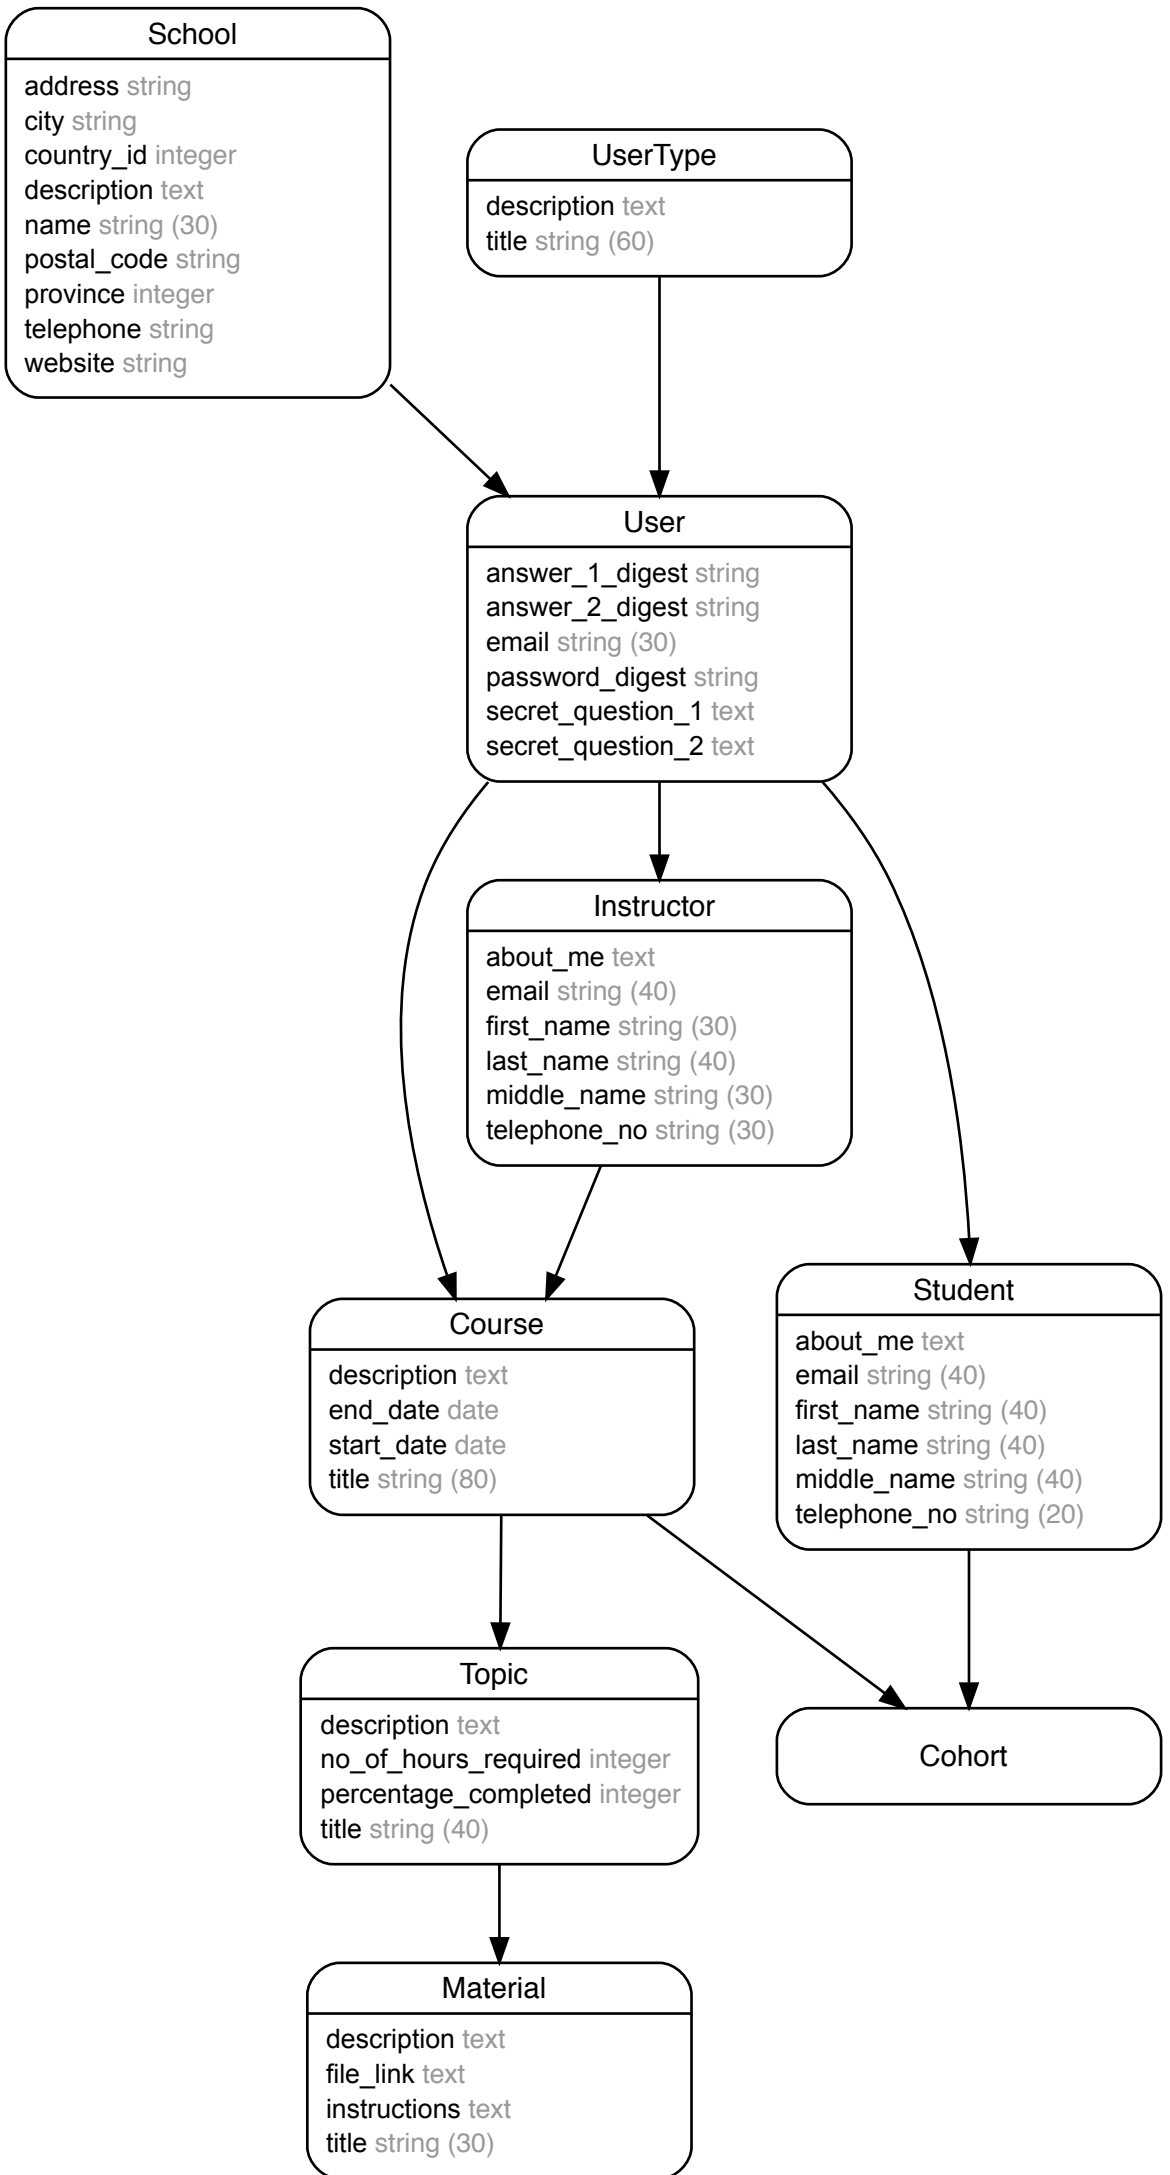 School
address string
city string
country_id integer
description text
name string (30)
postal_code string
province integer
telephone string
website string
UserType
description text
title string (60)
User
answer_1_digest string
answer_2_digest string
email string (30)
password_digest string
secret_question_1 text
secret_question_2 text
Instructor
about_me text
email string (40)
first_name string (30)
last_name string (40)
middle_name string (30)
telephone_no string (30)
Course
description text
end_date date
start_date date
title string (80)
Student
about_me text
email string (40)
first_name string (40)
last_name string (40)
middle_name string (40)
telephone_no string (20)
Topic
description text
no_of_hours_required integer
percentage_completed integer
title string (40)
Cohort
Material
description text
file_link text
instructions text
title string (30)